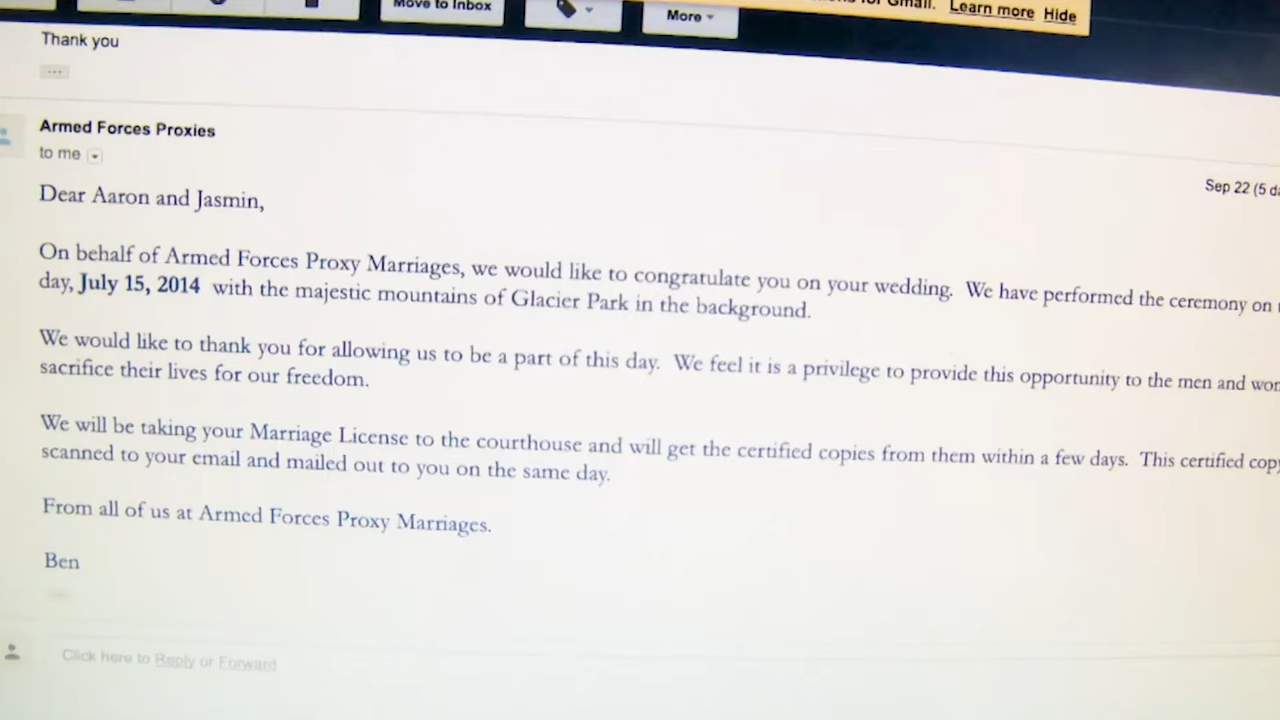 Move to Inbox
More
Gmail. Learn more Hide
Thank you
Armed Forces Proxies
to me
Sep 22 (5
Dear Aaron and Jasmin,
On behalf of Armed Forces Proxy Marriages, we would like to congratulate you on your wedding. We have performed the ceremony on
day, July 15, 2014 with the majestic mountains of Glacier Park in the background.
We would like to thank you for allowing us to be a part of this day. We feel it is a privilege to provide this opportunity to the men and
sacrifice their lives for our freedom.
We will be taking your Marriage License to the courthouse and will get the certified copies from them within a few days. This certified copy
scanned to your email and mailed out to you on the same day.
From all of us at Armed Forces Proxy Marriages.
Ben
Click here to Reply or Forward